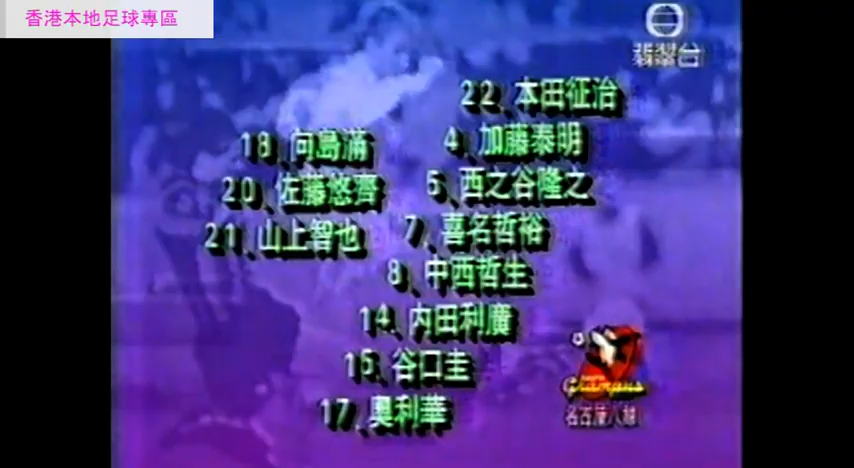 香港本地足球專區
翡翠台
22、本田征治
18、向島滿
4、加藤泰明
20、佐藤悠齊
5、西之谷隆之
21、山上智也
7、喜名哲裕
8、中西哲生
14、内田利廣
15、谷口圭
17、奧利華
Grampus
名古屋八鯨